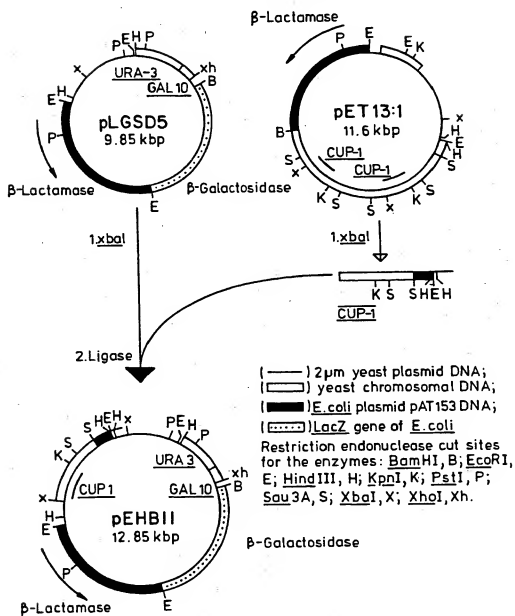 β-Lactamase
P E
E K
E H P
P
URA-3
xh
GAL 10
B
X
H
E
P
pLGSD5
9.85 kbp
β-Lactamase
β-Galactosidase
E
pET13:1
11.6 kbp
B
CUP-1
CUP-1
S
X
K
S
S
X
K
S
S
H
E
H
X
1.xbaI
1.xbaI
K S
S H E H
CUP-1
2.Ligase
(—) 2μm yeast plasmid DNA;
(▭) yeast chromosomal DNA;
(■) E.coli plasmid pAT153 DNA;
(▭) LacZ gene of E.coli
Restriction endonuclease cut sites
for the enzymes: BamHI, B; EcoRI,
E; HindIII, H; KpnI, K; PstI, P;
Sau3A, S; XbaI, X; XhoI, Xh.
H E H X
S
S
K
X
H
E
P
P E H P
URA 3
xh
GAL 10
B
CUP 1
pEHB11
12.85 kbp
β-Galactosidase
E
β-Lactamase